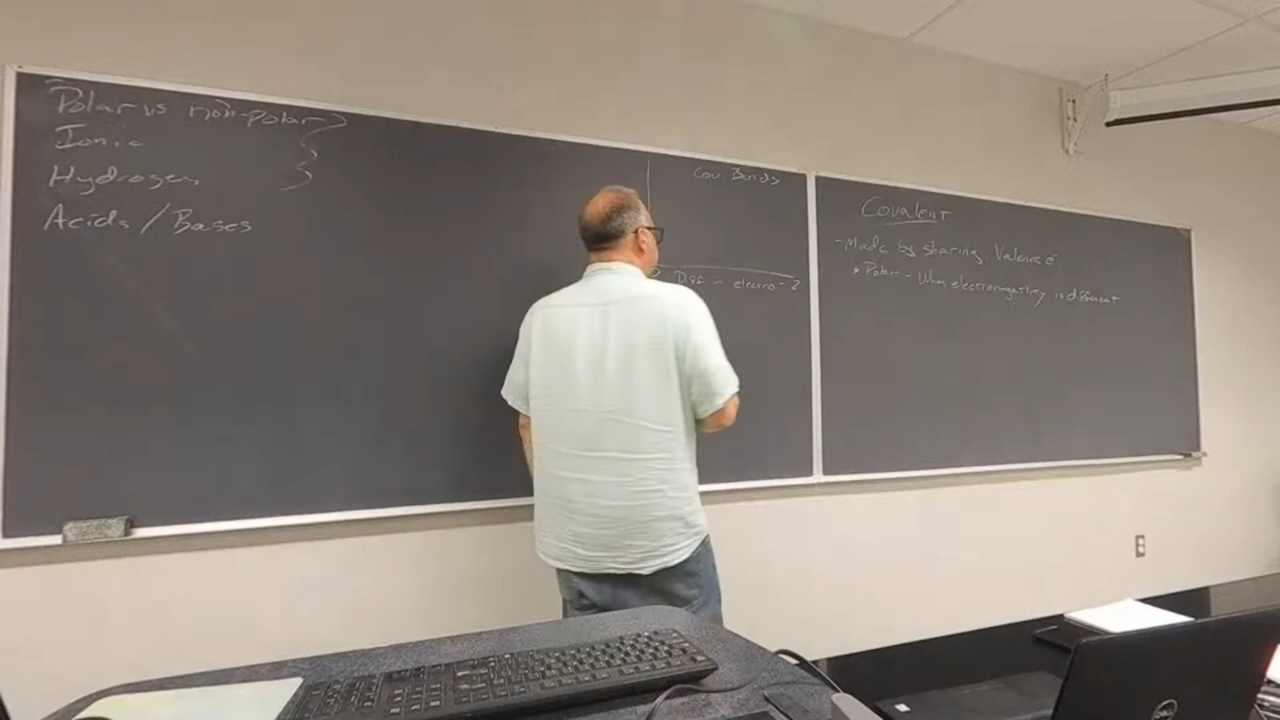 Polar vs non-polar
Ionic
Hydrogen
Acids / Bases
Cov Bonds
Diff in electro-
Covalent
- Made by sharing Valence e⁻
* Polar - When electronegativity is different